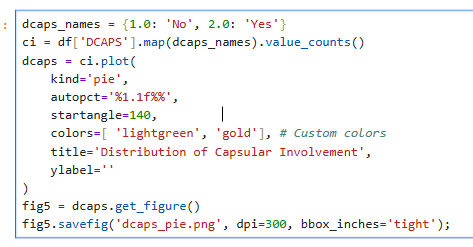 :
dcaps_names = {1.0: 'No', 2.0: 'Yes'}
ci = df['DCAPS'].map(dcaps_names).value_counts()
dcaps = ci.plot(
    kind='pie',
    autopct='%1.1f%%',
    startangle=140,
    colors=[ 'lightgreen', 'gold'], # Custom colors
    title='Distribution of Capsular Involvement',
    ylabel=''
)
fig5 = dcaps.get_figure()
fig5.savefig('dcaps_pie.png', dpi=300, bbox_inches='tight');